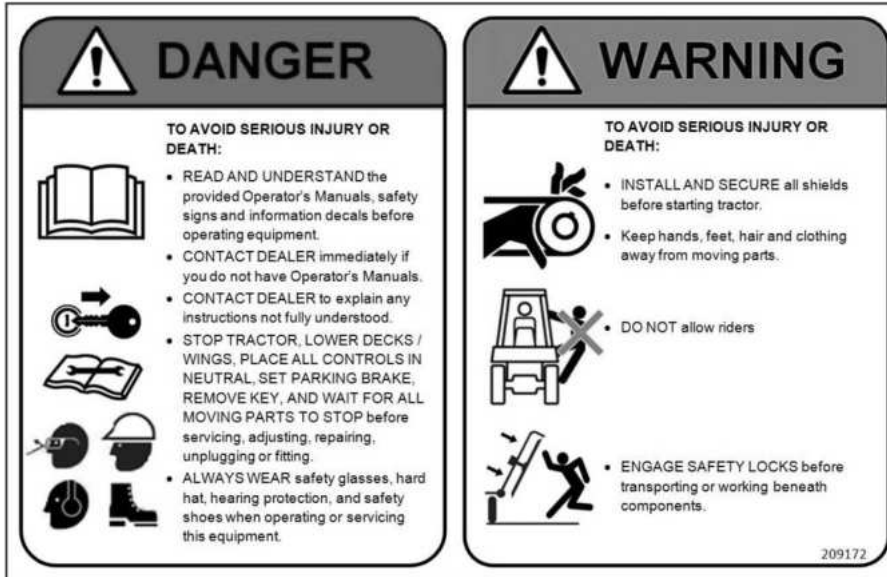 DANGER
TO AVOID SERIOUS INJURY OR
DEATH:
• READ AND UNDERSTAND the
provided Operator's Manuals, safety
signs and information decals before
operating equipment.
• CONTACT DEALER immediately if
you do not have Operator's Manuals.
• CONTACT DEALER to explain any
instructions not fully understood.
• STOP TRACTOR, LOWER DECKS /
WINGS, PLACE ALL CONTROLS IN
NEUTRAL, SET PARKING BRAKE,
REMOVE KEY, AND WAIT FOR ALL
MOVING PARTS TO STOP before
servicing, adjusting, repairing,
unplugging or fitting.
• ALWAYS WEAR safety glasses, hard
hat, hearing protection, and safety
shoes when operating or servicing
this equipment.
WARNING
TO AVOID SERIOUS INJURY OR
DEATH:
• INSTALL AND SECURE all shields
before starting tractor.
• Keep hands, feet, hair and clothing
away from moving parts.
• DO NOT allow riders
• ENGAGE SAFETY LOCKS before
transporting or working beneath
components.
209172